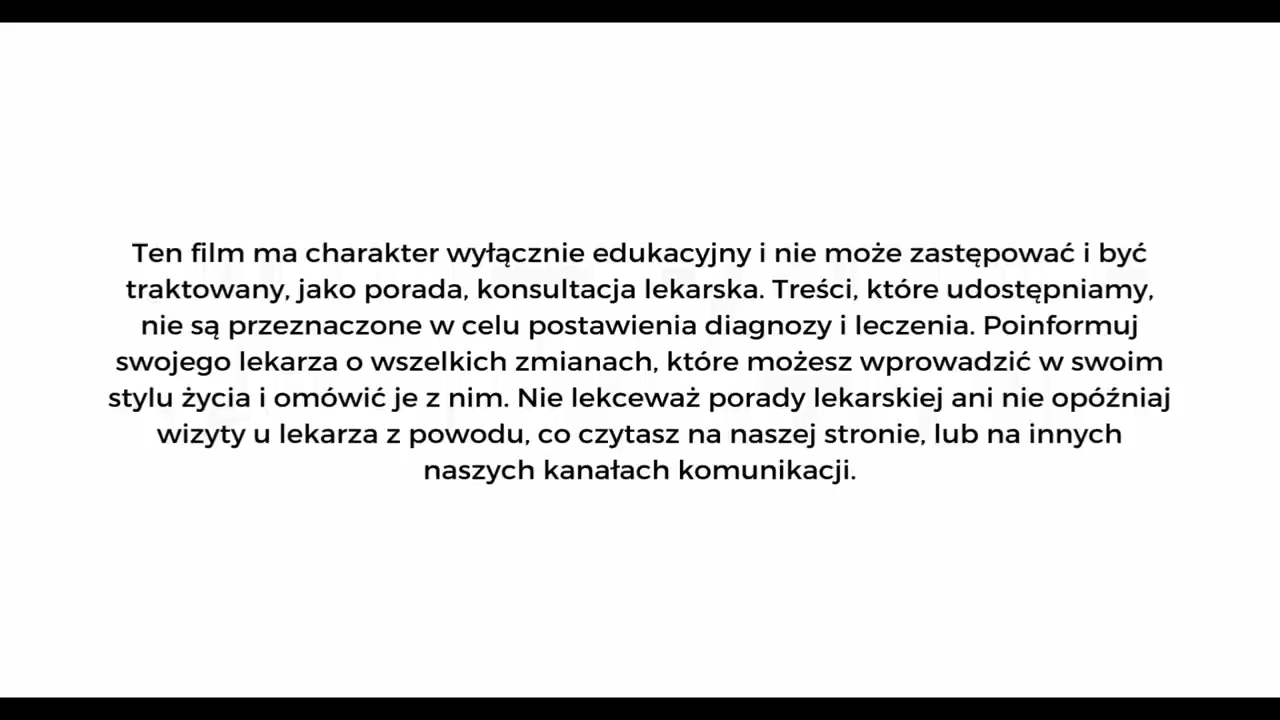 Ten film ma charakter wyłącznie edukacyjny i nie może zastępować i być
traktowany, jako porada, konsultacja lekarska. Treści, które udostępniamy,
nie są przeznaczone w celu postawienia diagnozy i leczenia. Poinformuj
swojego lekarza o wszelkich zmianach, które możesz wprowadzić w swoim
stylu życia i omówić je z nim. Nie lekceważ porady lekarskiej ani nie opóźniaj
wizyty u lekarza z powodu, co czytasz na naszej stronie, lub na innych
naszych kanałach komunikacji.